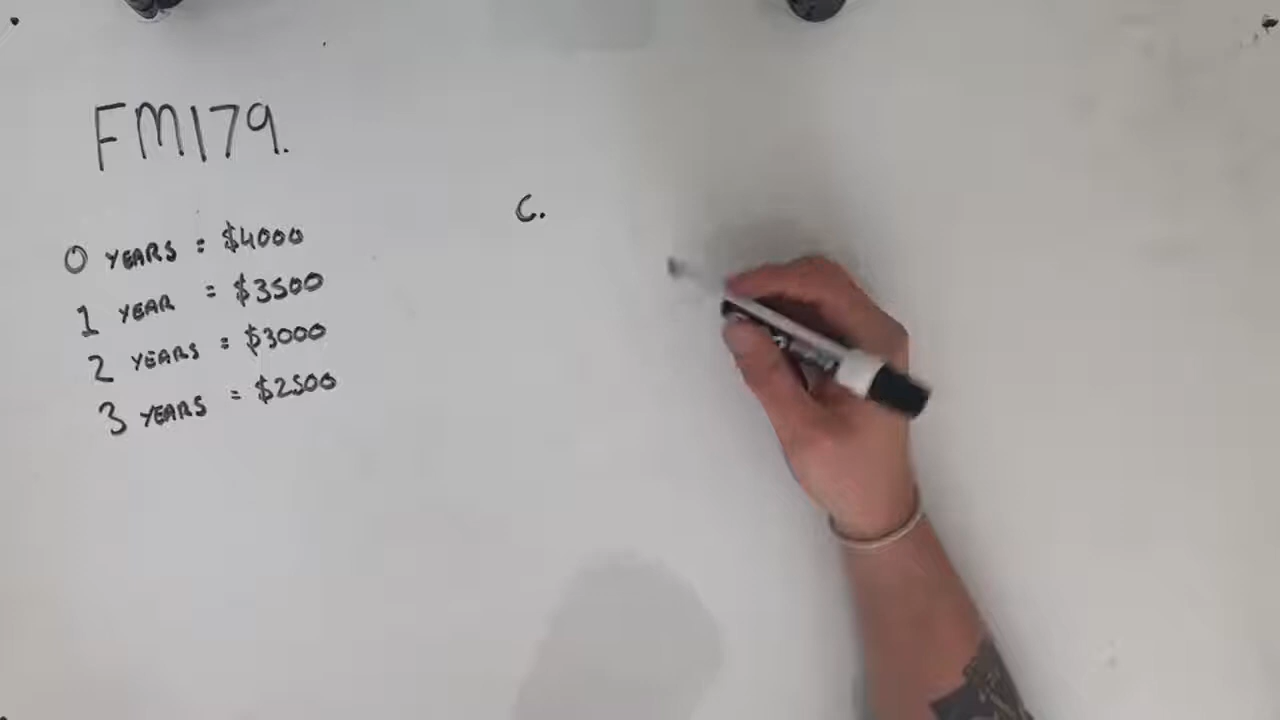 FM179.
0 YEARS : $4000
1 YEAR = $3500
2 YEARS = $3000
3 YEARS = $2500
C.